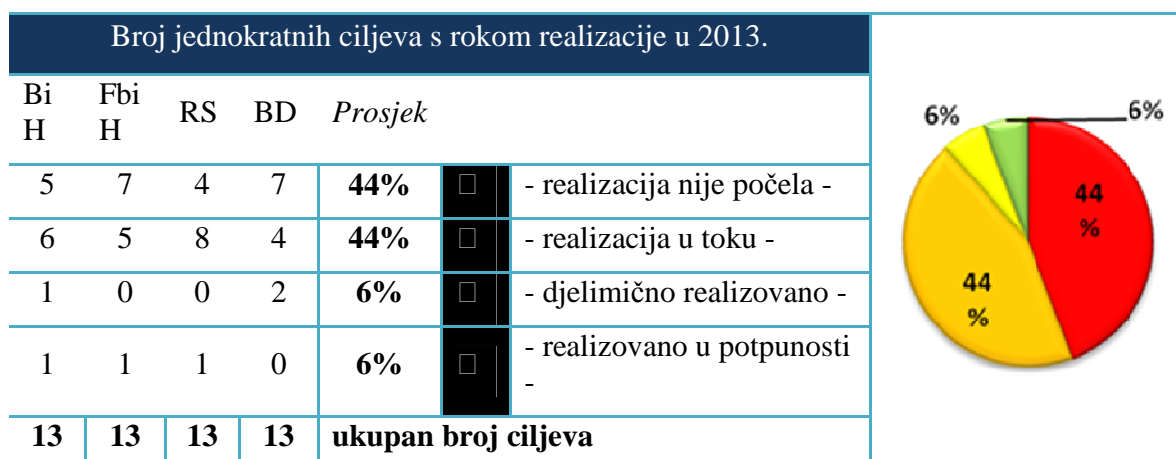 Broj jednokratnih ciljeva s rokom realizacije u 2013.
Bi Fbi RS BD Prosjek
H H
5 7 4 7 44% - realizacija nije počela -
6 5 8 4 44% - realizacija u toku -
1 0 0 2 6% - djelimično realizovano -
1 1 1 0 6% - realizovano u potpunosti
-
13 13 13 13 ukupan broj ciljeva
6% 6%
44
%
44
%